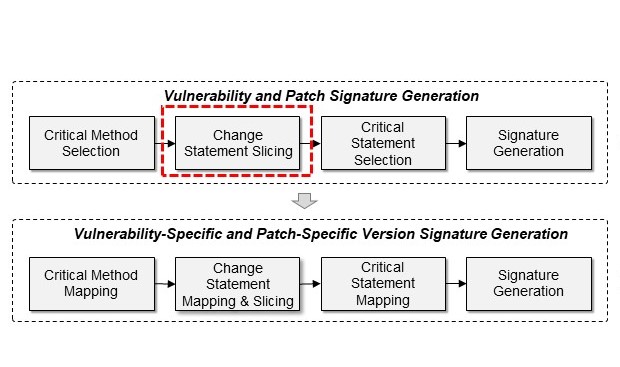 Vulnerability and Patch Signature Generation
Critical Method
Selection
Change
Statement Slicing
Critical
Statement
Selection
Signature
Generation
Vulnerability-Specific and Patch-Specific Version Signature Generation
Critical Method
Mapping
Change
Statement
Mapping & Slicing
Critical
Statement
Mapping
Signature
Generation